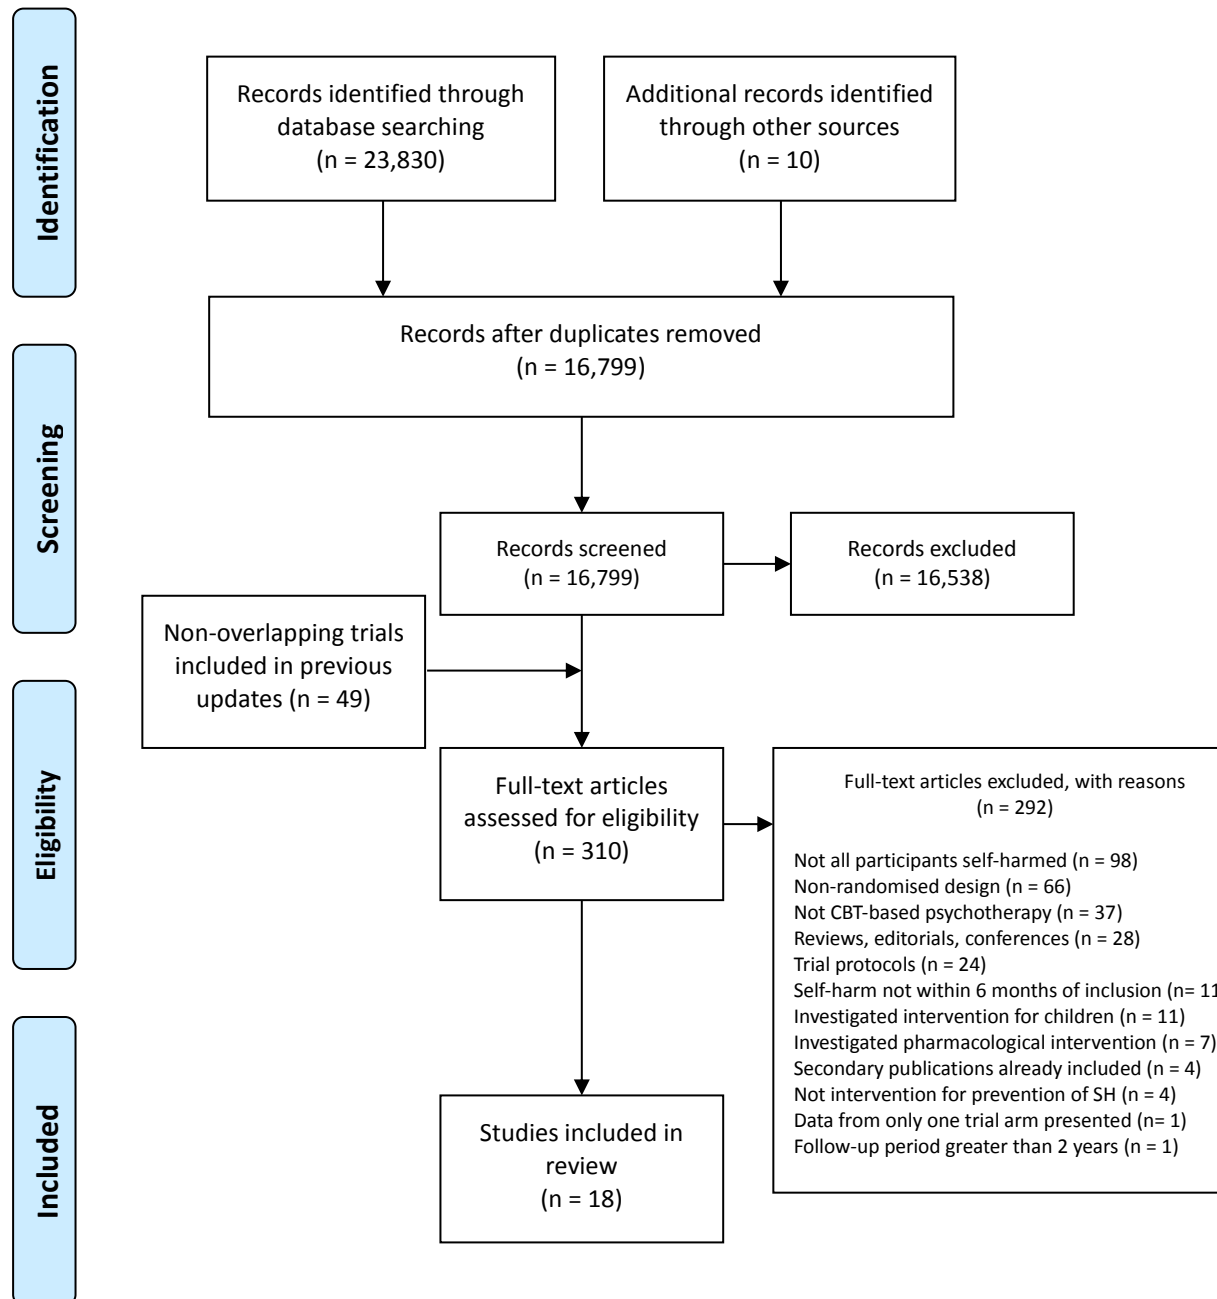 Identification
Records identified through
database searching
(n = 23,830)
Additional records identified
through other sources
(n = 10)
Records after duplicates removed
(n = 16,799)
Screening
Records screened
(n = 16,799)
Records excluded
(n = 16,538)
Non-overlapping trials
included in previous
updates (n = 49)
Eligibility
Full-text articles
assessed for eligibility
(n = 310)
Full-text articles excluded, with reasons
(n = 292)
Not all participants self-harmed (n = 98)
Non-randomised design (n = 66)
Not CBT-based psychotherapy (n = 37)
Reviews, editorials, conferences (n = 28)
Trial protocols (n = 24)
Self-harm not within 6 months of inclusion (n= 11
Investigated intervention for children (n = 11)
Investigated pharmacological intervention (n = 7)
Secondary publications already included (n = 4)
Not intervention for prevention of SH (n = 4)
Data from only one trial arm presented (n= 1)
Follow-up period greater than 2 years (n = 1)
Included
Studies included in
review
(n = 18)